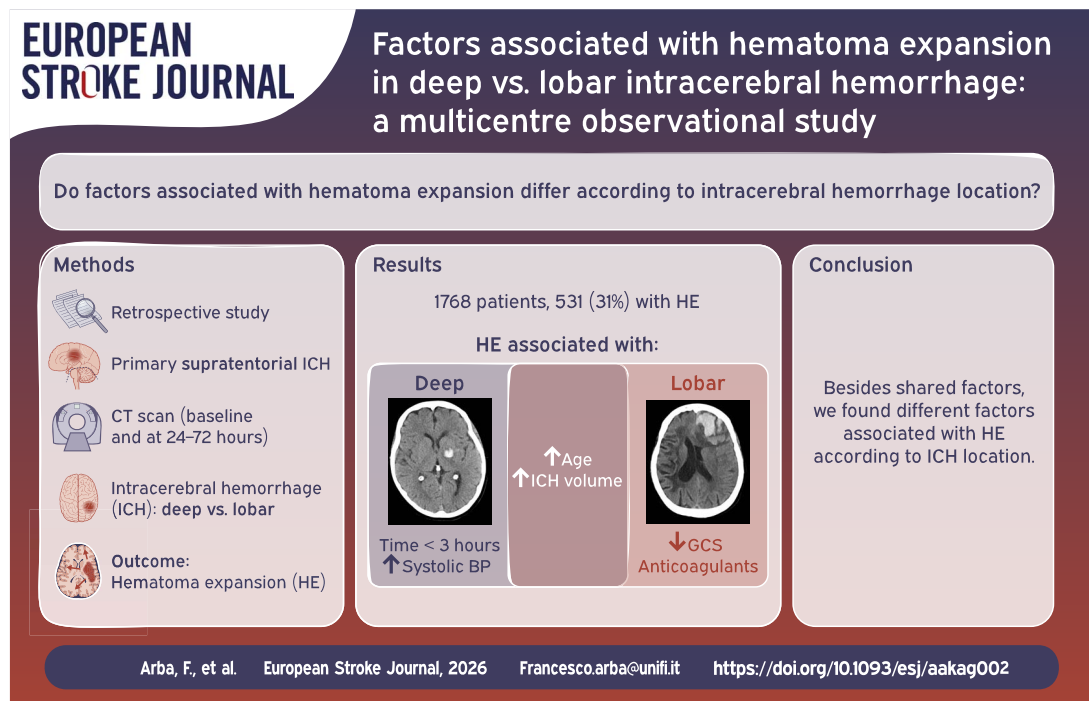 EUROPEAN
STROKE JOURNAL
Factors associated with hematoma expansion
in deep vs. lobar intracerebral hemorrhage:
a multicentre observational study
Do factors associated with hematoma expansion differ according to intracerebral hemorrhage location?
Methods
Retrospective study
Primary supratentorial ICH
CT scan (baseline
and at 24–72 hours)
Intracerebral hemorrhage
(ICH): deep vs. lobar
Outcome:
Hematoma expansion (HE)
Results
1768 patients, 531 (31%) with HE
HE associated with:
Deep
Time < 3 hours
↑Systolic BP
↑Age
↑ICH volume
Lobar
↓GCS
Anticoagulants
Conclusion
Besides shared factors,
we found different factors
associated with HE
according to ICH location.
Arba, F., et al. European Stroke Journal, 2026 Francesco.arba@unifi.it https://doi.org/10.1093/esj/aakag002